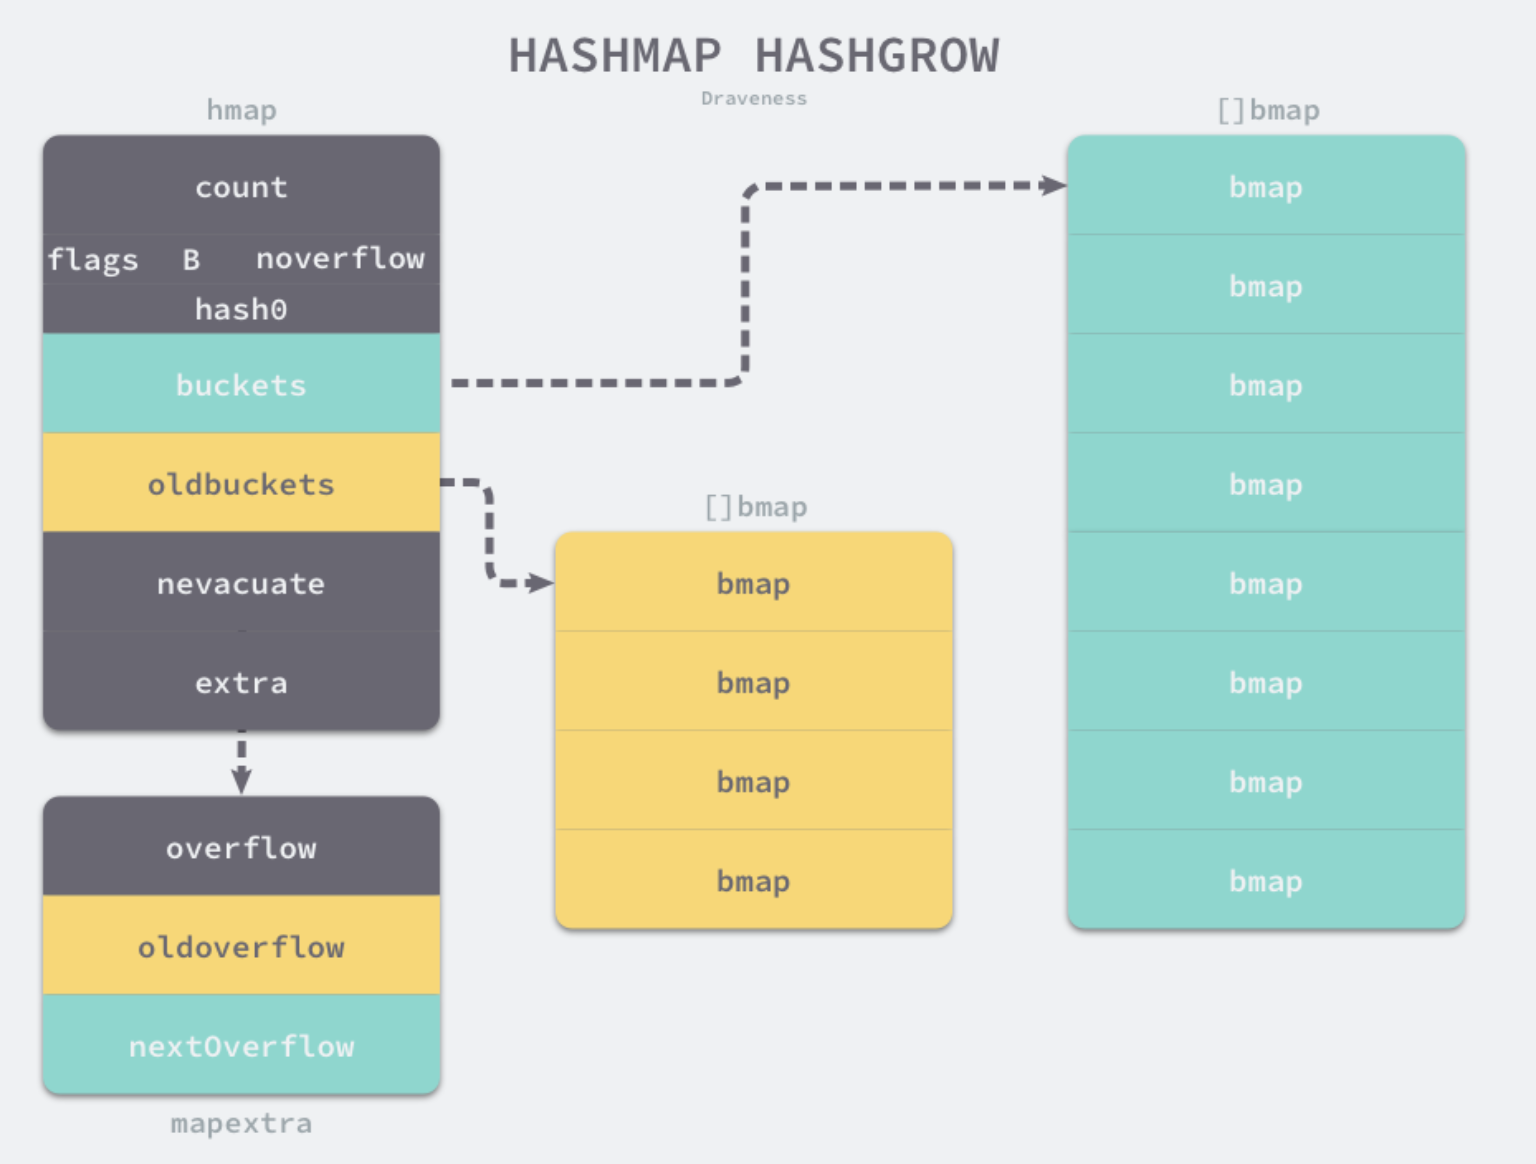 HASHMAP HASHGROW
Draveness
hmap
count
flags B noverflow
hash0
buckets
oldbuckets
nevacuate
extra
overflow
oldoverflow
nextOverflow
mapextra
[]bmap
bmap
bmap
bmap
bmap
[]bmap
bmap
bmap
bmap
bmap
bmap
bmap
bmap
bmap